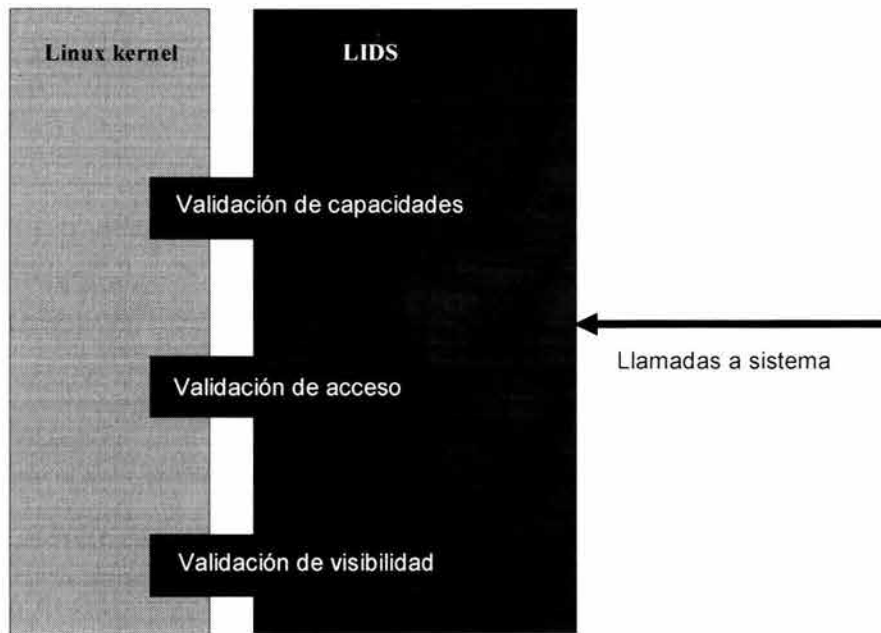 Linux kernel
LIDS
Validación de capacidades
Llamadas a sistema
Validación de acceso
Validación de visibilidad